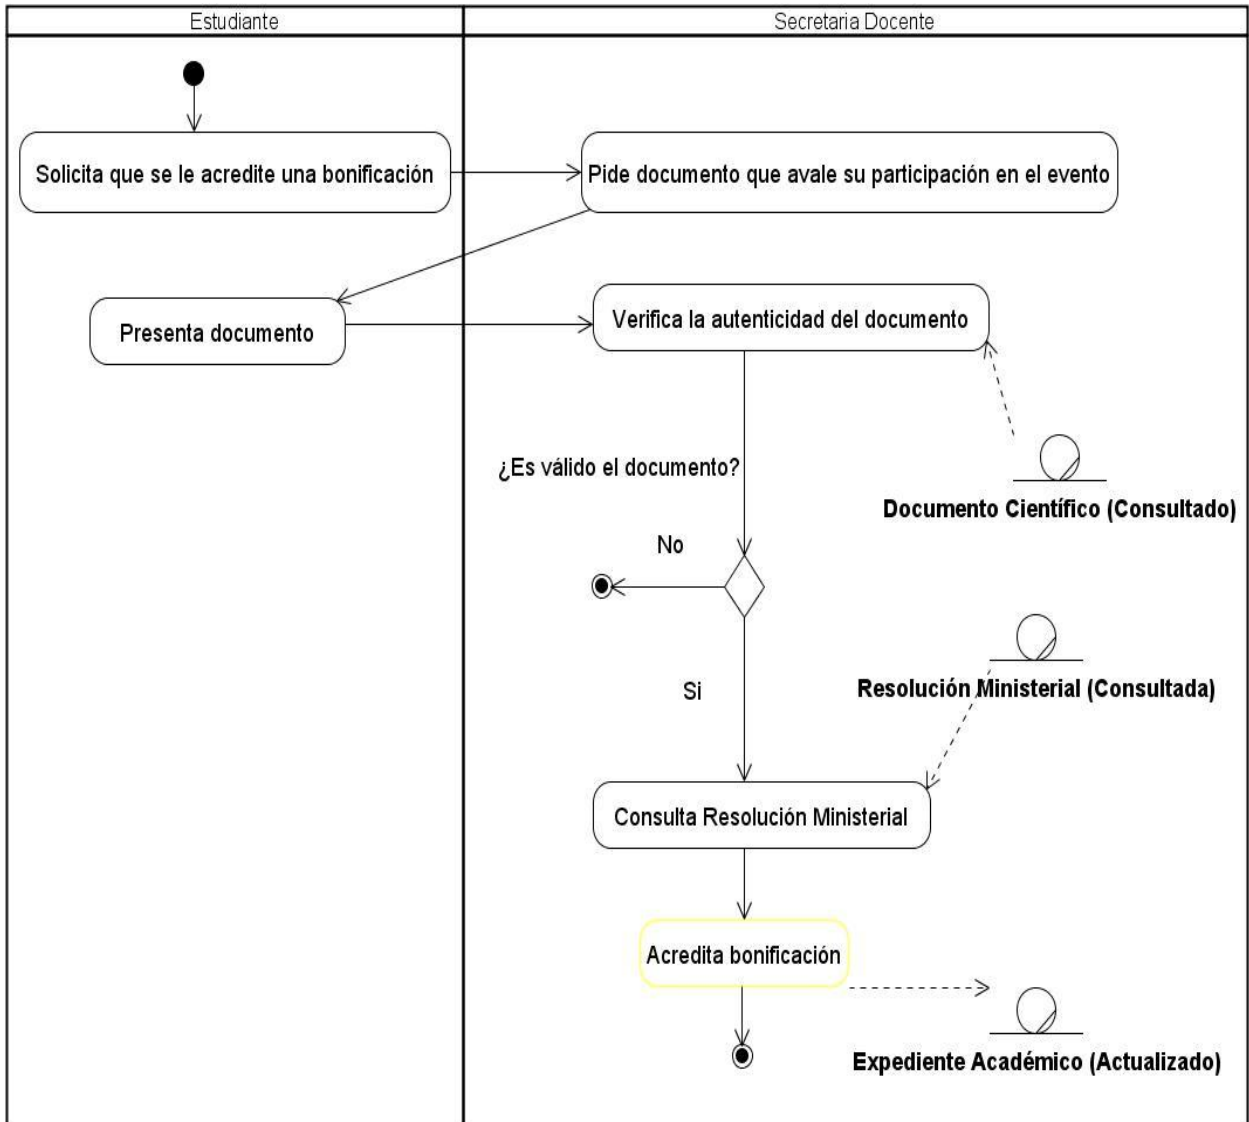 Estudiante
Secretaria Docente
Solicita que se le acredite una bonificación
Pide documento que avale su participación en el evento
Presenta documento
Verifica la autenticidad del documento
¿Es válido el documento?
Documento Científico (Consultado)
No
Si
Resolución Ministerial (Consultada)
Consulta Resolución Ministerial
Acredita bonificación
Expediente Académico (Actualizado)